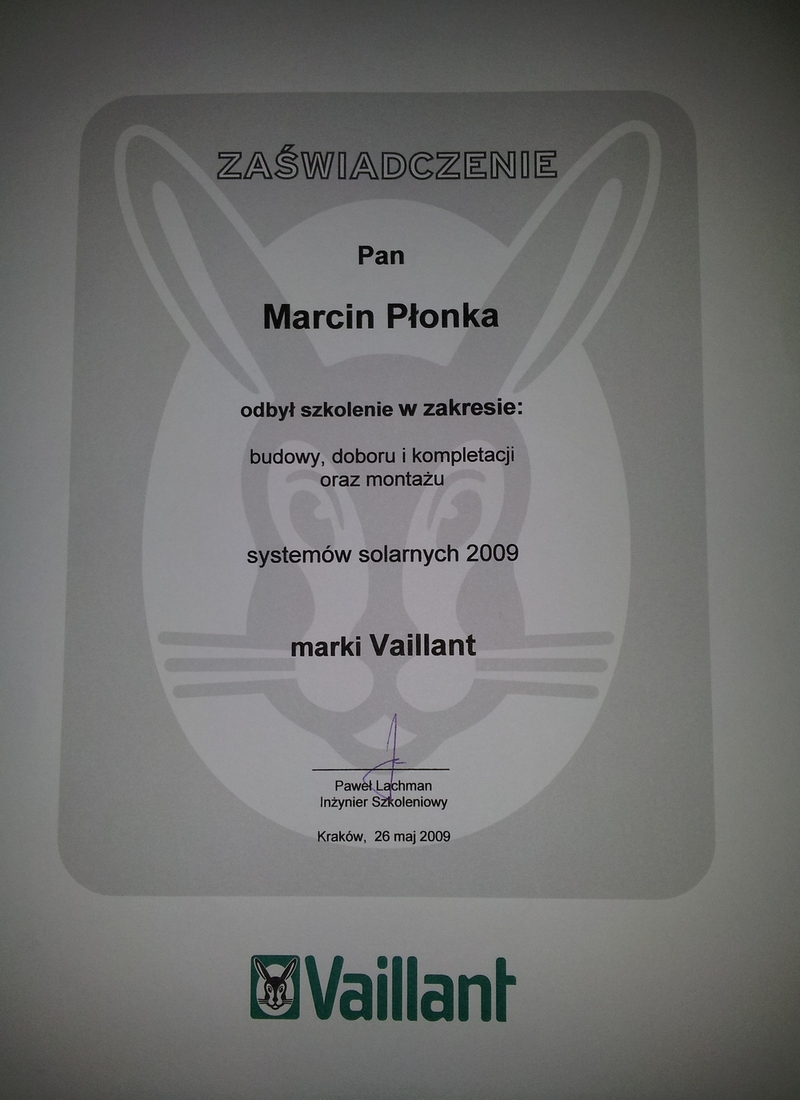 ZAŚWIADCZENIE
Pan
Marcin Płonka
odbył szkolenie w zakresie:
budowy, doboru i kompletacji
oraz montażu
systemów solarnych 2009
marki Vaillant
Paweł Lachman
Inżynier Szkoleniowy
Kraków, 26 maj 2009
Vaillant